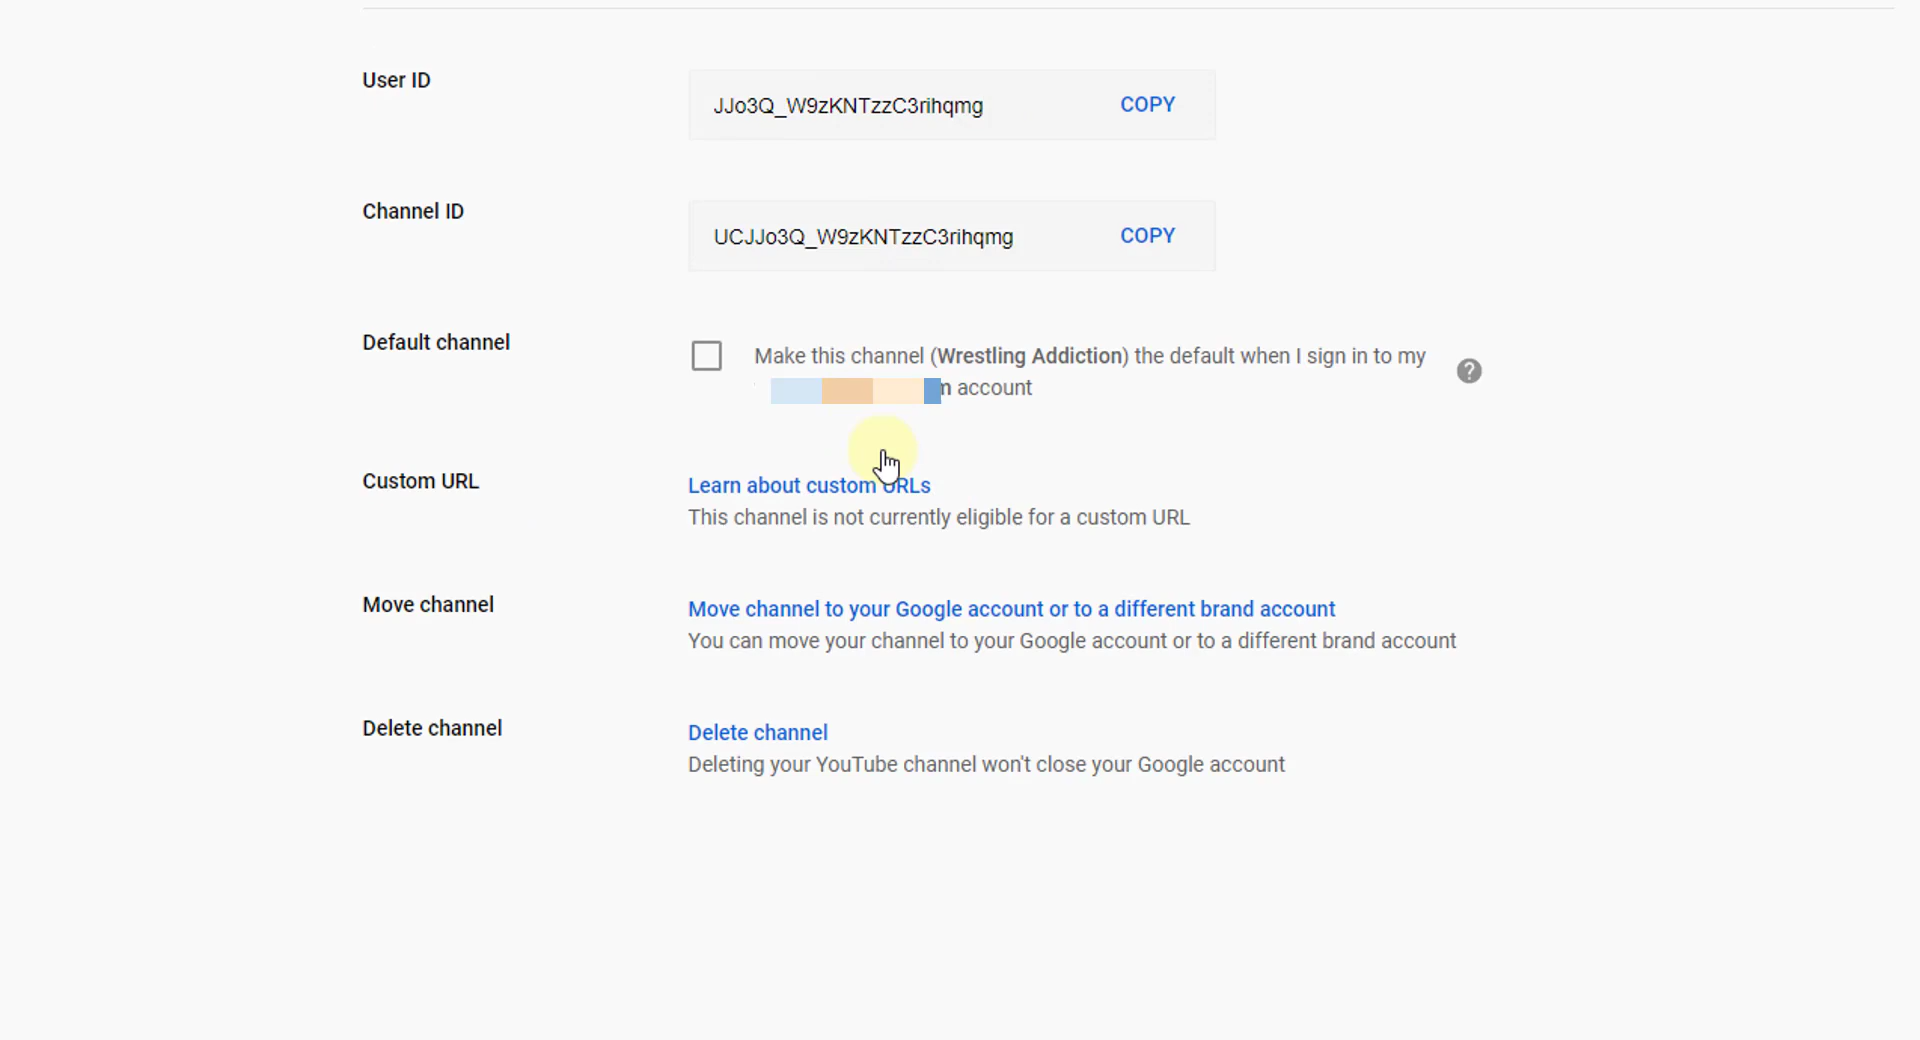 User ID
JJo3Q_W9zKNTzzC3rihqmg
COPY
Channel ID
UCJJo3Q_W9zKNTzzC3rihqmg
COPY
Default channel
Make this channel (Wrestling Addiction) the default when I sign in to my
account
Custom URL
Learn about custom URLs
This channel is not currently eligible for a custom URL
Move channel
Move channel to your Google account or to a different brand account
You can move your channel to your Google account or to a different brand account
Delete channel
Delete channel
Deleting your YouTube channel won't close your Google account